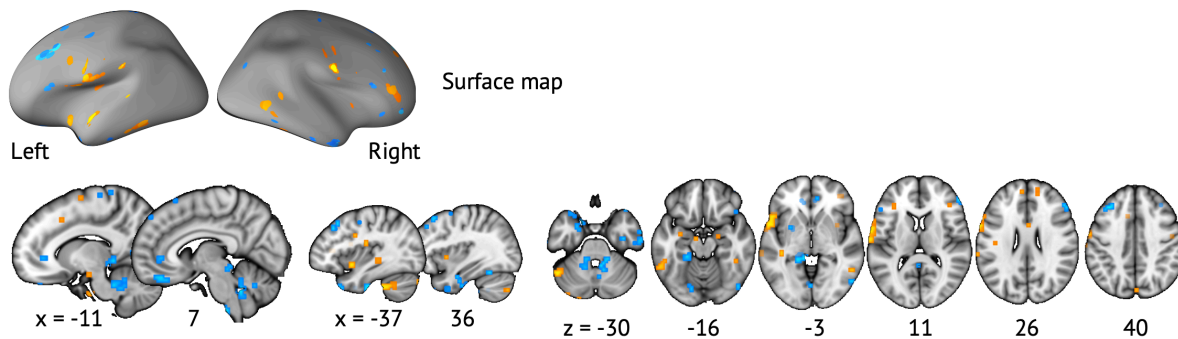 Surface map
Left Right
x = -11 7 x = -37 36 z = -30 -16 -3 11 26 40